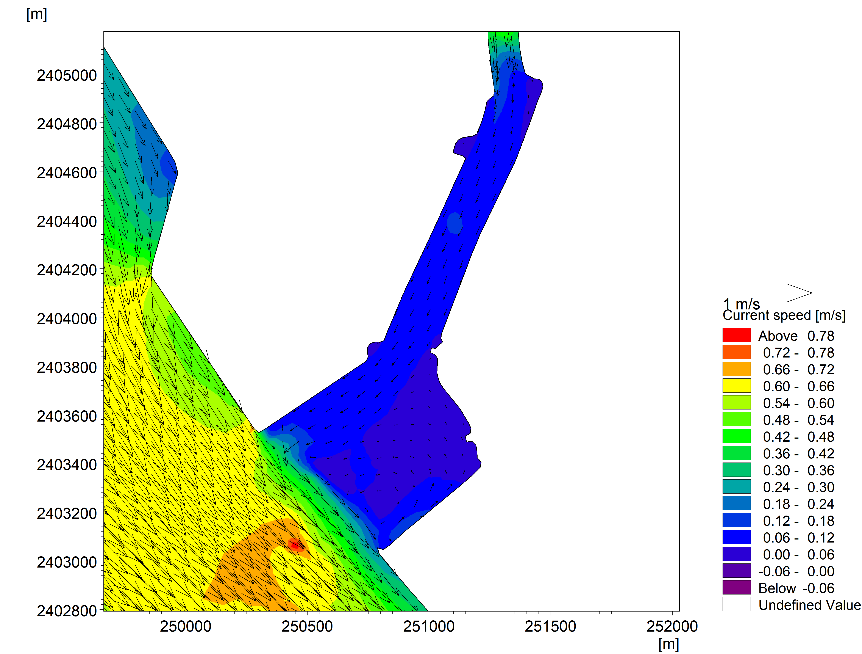 [m]
2405000
2404800
2404600
2404400
2404200
2404000
2403800
2403600
2403400
2403200
2403000
2402800
250000
250500
251000
251500
252000
[m]
1 m/s
Current speed [m/s]
Above 0.78
0.72 - 0.78
0.66 - 0.72
0.60 - 0.66
0.54 - 0.60
0.48 - 0.54
0.42 - 0.48
0.36 - 0.42
0.30 - 0.36
0.24 - 0.30
0.18 - 0.24
0.12 - 0.18
0.06 - 0.12
0.00 - 0.06
-0.06 - 0.00
Below -0.06
Undefined Value